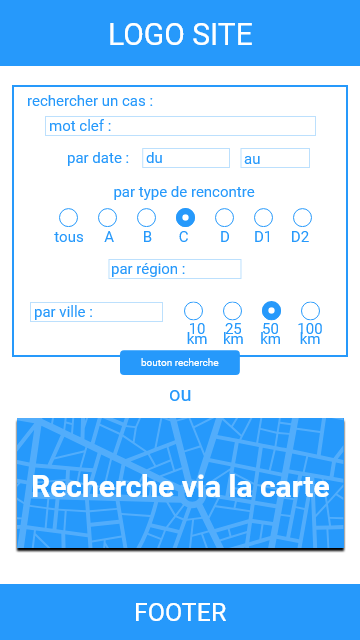 LOGO SITE
rechercher un cas :
mot clef :
par date : du au
par type de rencontre
tous A B C D D1 D2
par région :
par ville :
10 km 25 km 50 km 100 km
bouton recherche
ou
Recherche via la carte
FOOTER